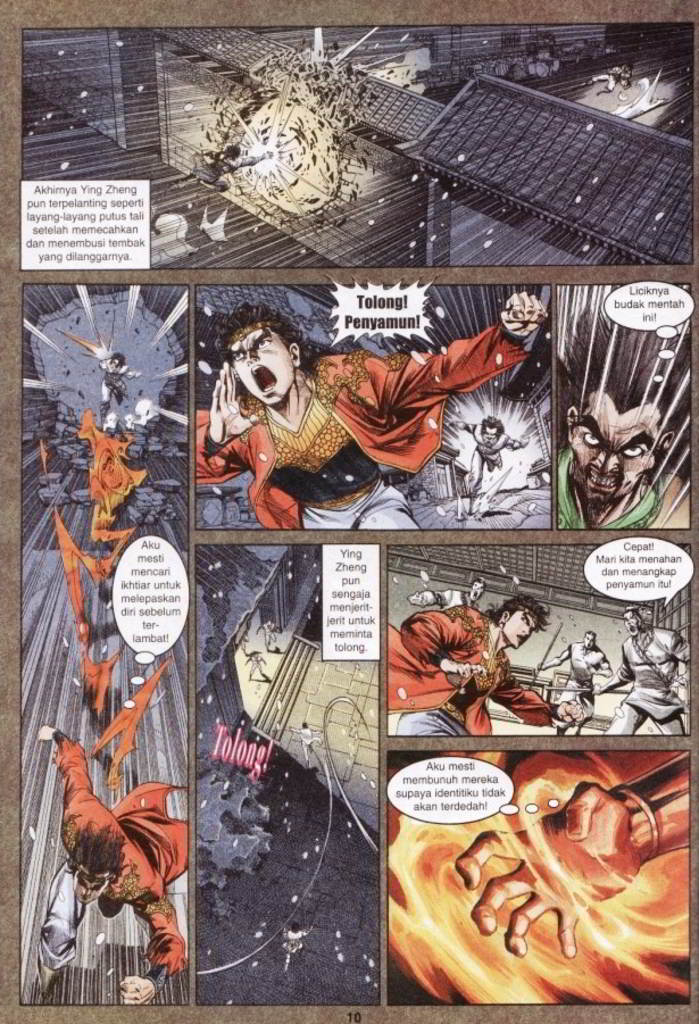 Akhirnya Ying Zheng
pun terpelanting seperti
layang-layang putus tali
setelah memecahkan
dan menembusi tembak
yang dilanggarnya.
Tolong!
Penyamun!
Liciknya
budak mentah
ini!
Aku
mesti
mencari
ikhtiar untuk
melepaskan
diri sebelum
ter-
lambat!
Ying
Zheng
pun
sengaja
menjerit-
jerit untuk
meminta
tolong.
Tolong!
Cepat!
Mari kita menahan
dan menangkap
penyamun itu!
Aku mesti
membunuh mereka
supaya identitiku tidak
akan terdedah!
10